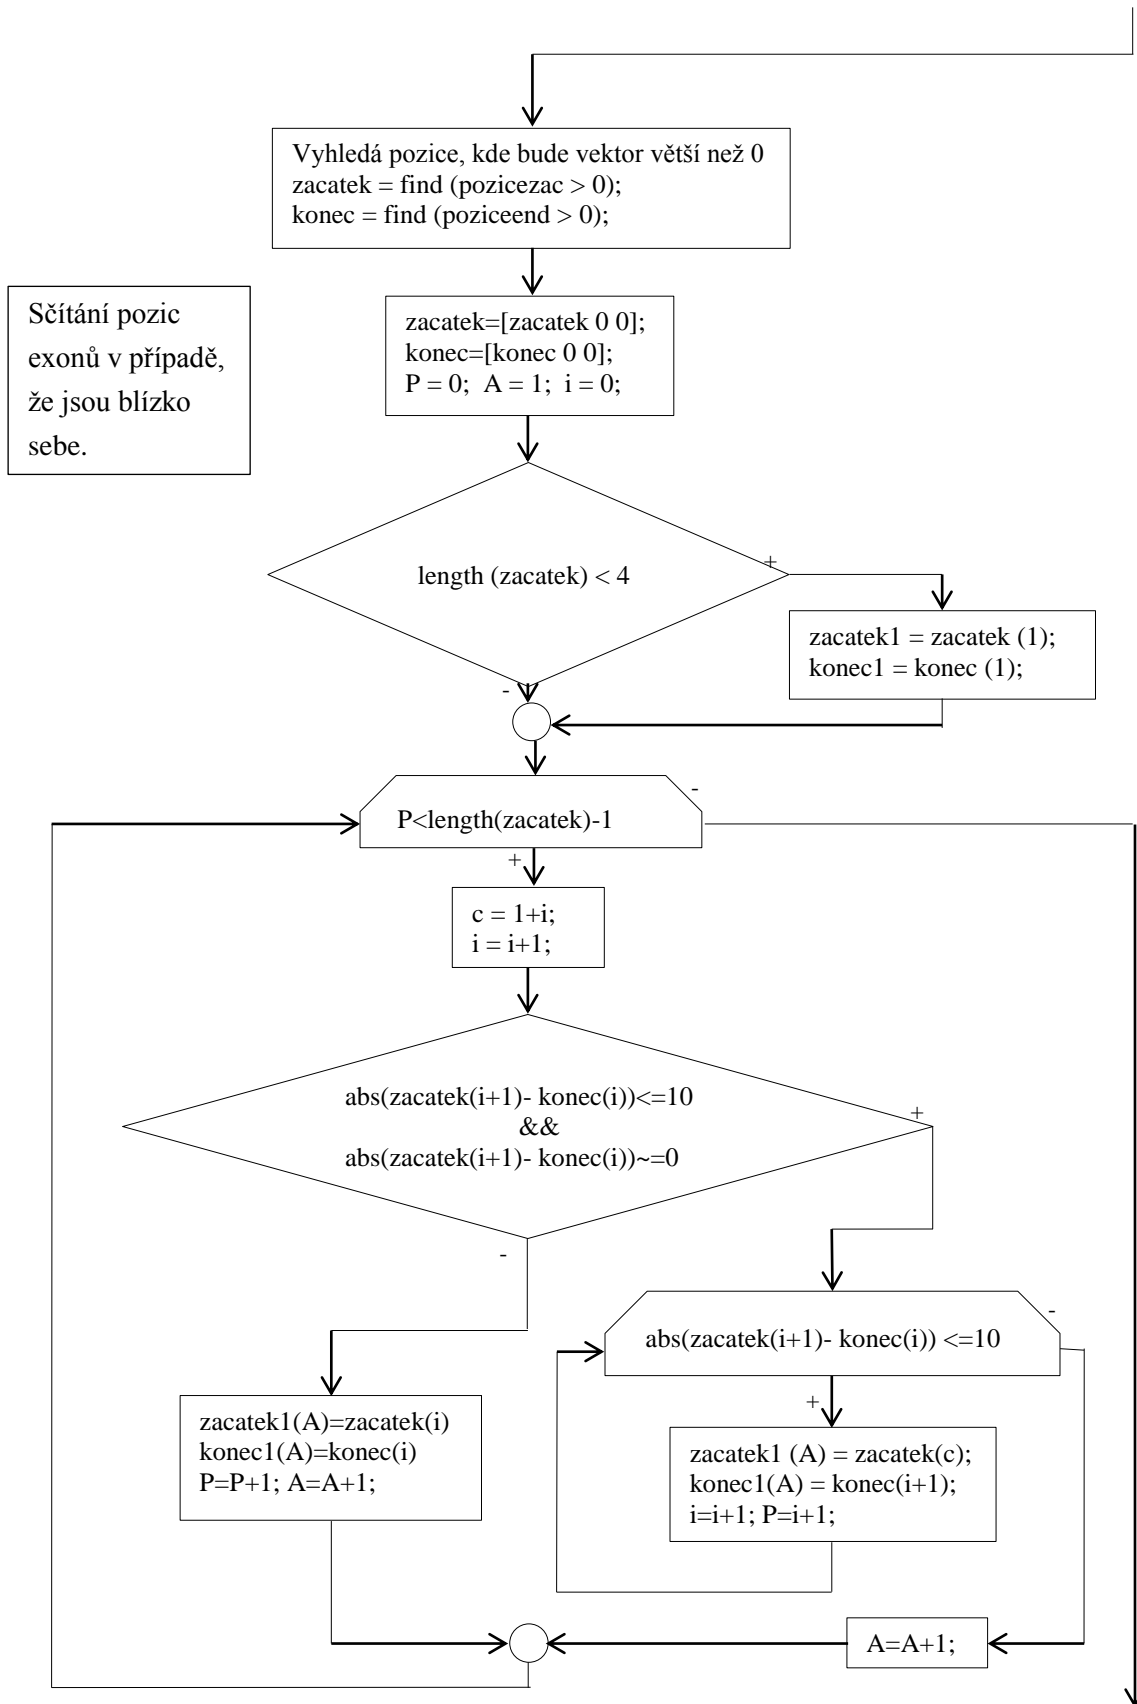 Vyhledá pozice, kde bude vektor větší než 0
zacatek = find (pozicezac > 0);
konec = find (poziceend > 0);
Sčítání pozic
exonů v případě,
že jsou blízko
sebe.
zacatek=[zacatek 0 0];
konec=[konec 0 0];
P = 0; A = 1; i = 0;
length (zacatek) < 4
+
zacatek1 = zacatek (1);
konec1 = konec (1);
-
-
P<length(zacatek)-1
+
c = 1+i;
i = i+1;
abs(zacatek(i+1)- konec(i))<=10
&&
abs(zacatek(i+1)- konec(i))~=0
+
-
-
abs(zacatek(i+1)- konec(i)) <=10
+
zacatek1(A)=zacatek(i)
konec1(A)=konec(i)
P=P+1; A=A+1;
zacatek1 (A) = zacatek(c);
konec1(A) = konec(i+1);
i=i+1; P=i+1;
A=A+1;